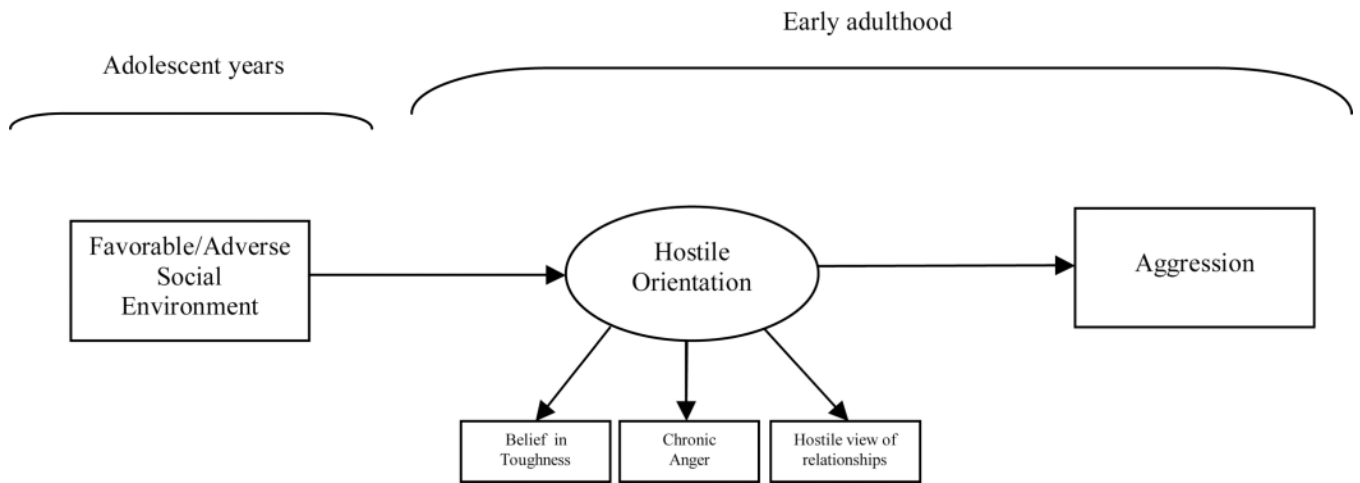 Early adulthood
Adolescent years
Favorable/Adverse
Social
Environment
Hostile
Orientation
Aggression
Belief in
Toughness
Chronic
Anger
Hostile view of
relationships